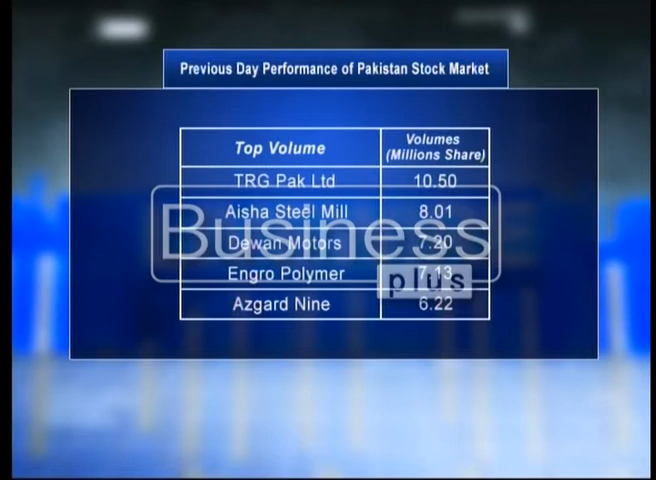 Previous Day Performance of Pakistan Stock Market
Top Volume
Volumes
(Millions Share)
TRG Pak Ltd 10.50
Aisha Steel Mill 8.01
Business
Dewan Motors 7.20
Engro Polymer 7.13
plus
Azgard Nine 6.22